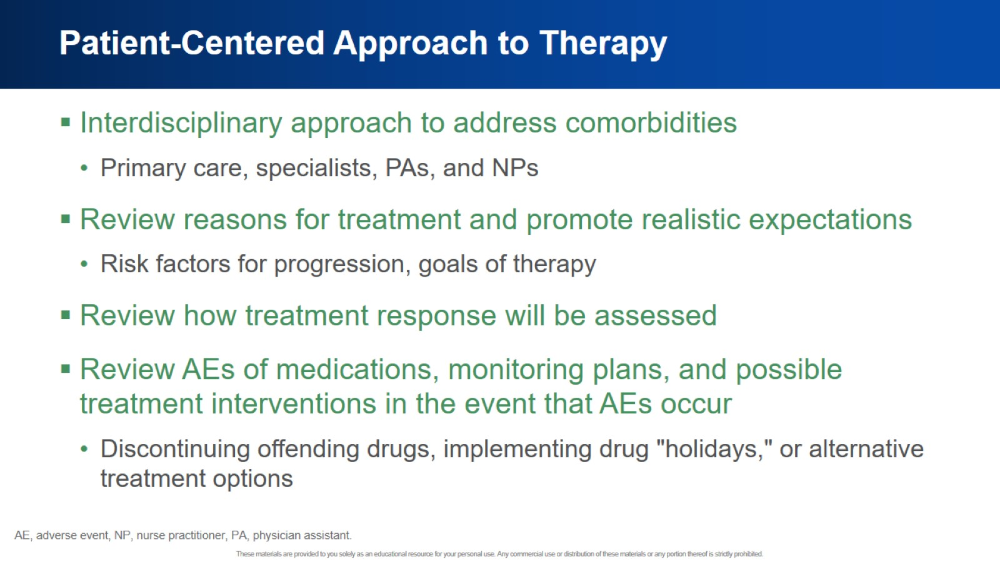 Patient-Centered Approach to Therapy
▪ Interdisciplinary approach to address comorbidities
• Primary care, specialists, PAs, and NPs
▪ Review reasons for treatment and promote realistic expectations
• Risk factors for progression, goals of therapy
▪ Review how treatment response will be assessed
▪ Review AEs of medications, monitoring plans, and possible
treatment interventions in the event that AEs occur
• Discontinuing offending drugs, implementing drug "holidays," or alternative
treatment options
AE, adverse event, NP, nurse practitioner, PA, physician assistant.
These materials are provided to you solely as an educational resource for your personal use. Any commercial use or distribution of these materials or any portion thereof is strictly prohibited.